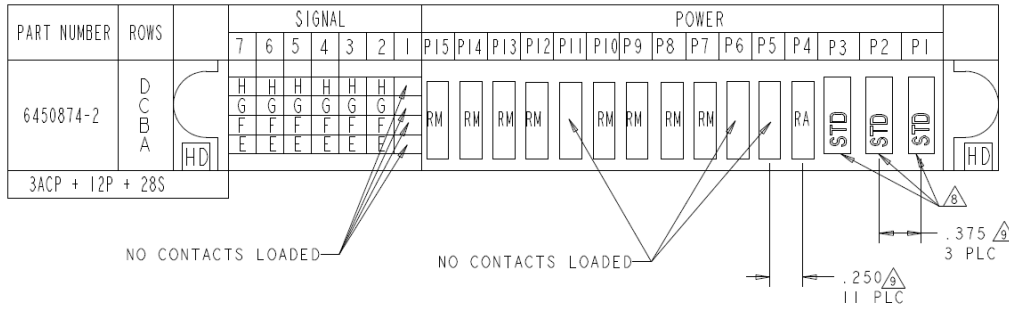 PART NUMBER ROWS SIGNAL POWER
7 6 5 4 3 2 1 P15 P14 P13 P12 P11 P10 P9 P8 P7 P6 P5 P4 P3 P2 P1
6450874-2
D H H H H H H
C G G G G G G
B F F F F F F
A E E E E E E
HD RM RM RM RM RM RM RM RM RA STD STD STD HD
3ACP + 12P + 28S
8
NO CONTACTS LOADED
NO CONTACTS LOADED
.375 9
3 PLC
.250 9
11 PLC